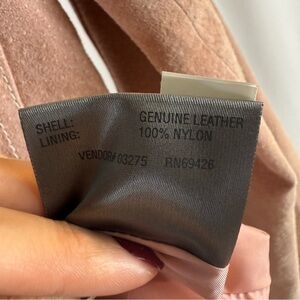 SHELL: GENUINE LEATHER
LINING: 100% NYLON
VENDOR# 03275 RN69426